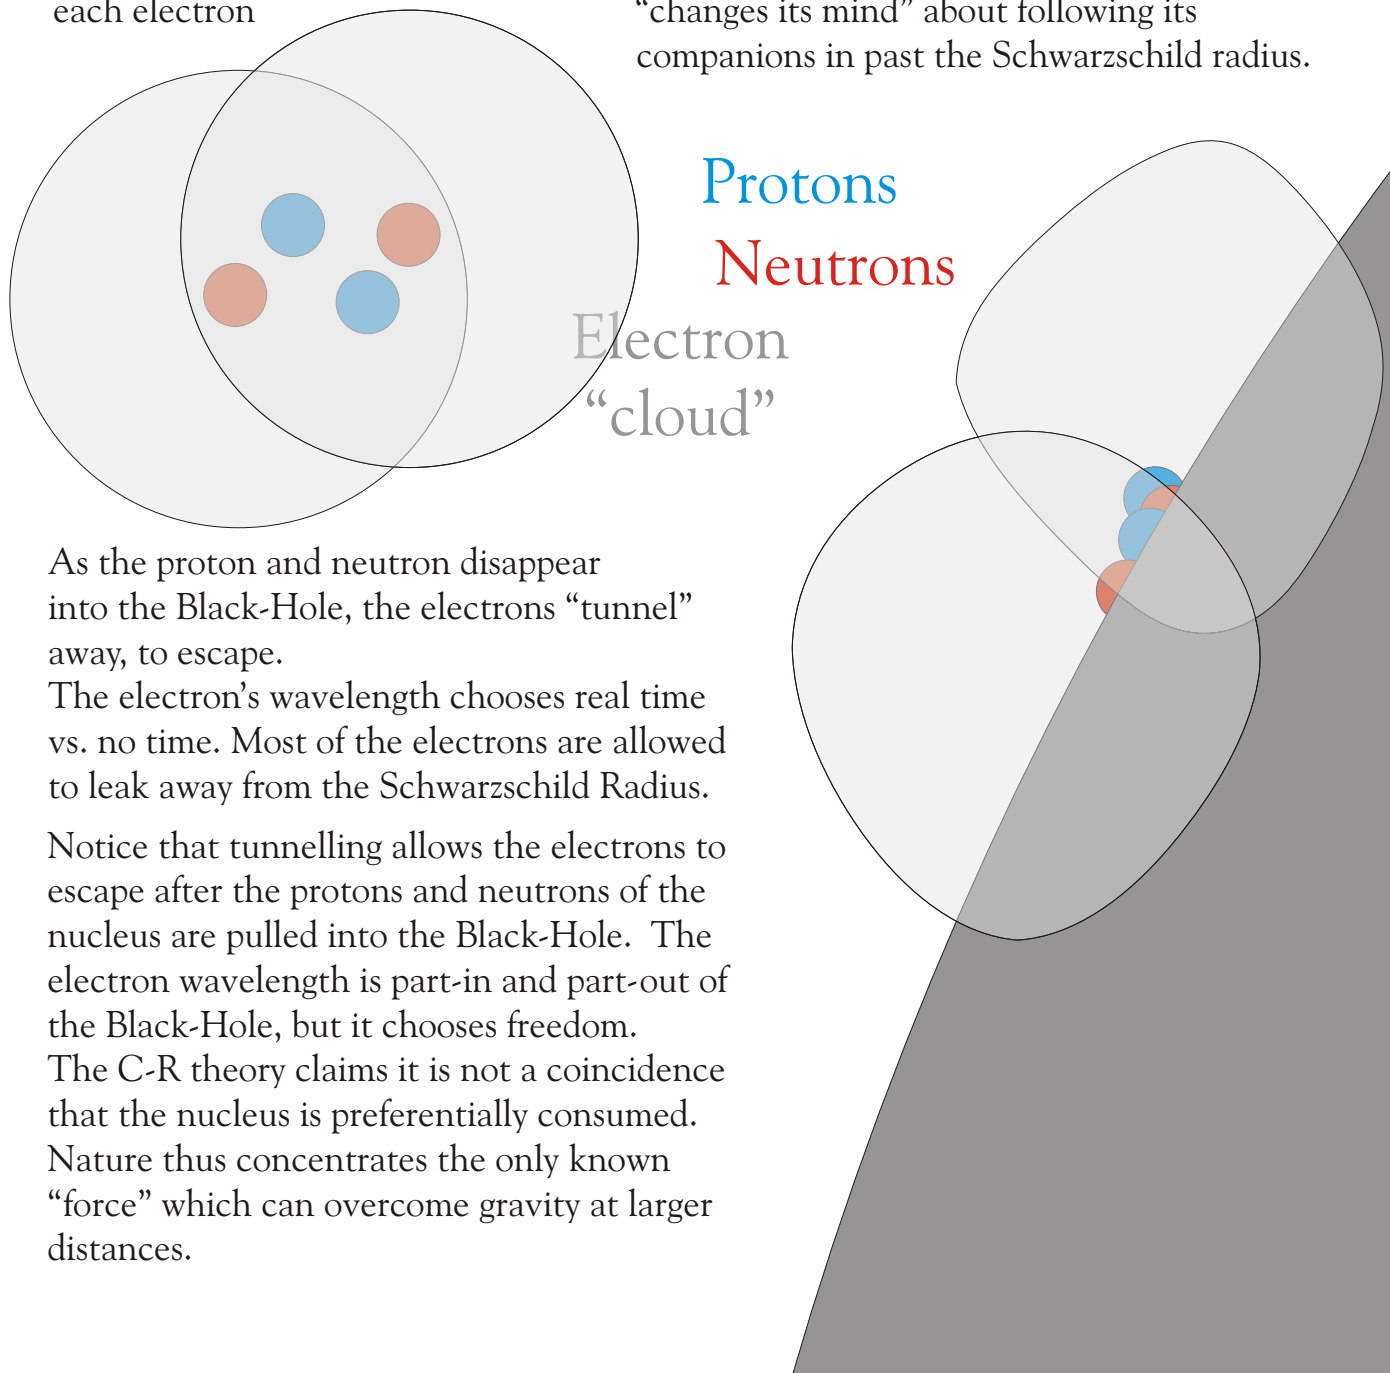 each electron
“changes its mind” about following its
companions in past the Schwarzschild radius.
Protons
Neutrons
Electron
“cloud”
As the proton and neutron disappear
into the Black-Hole, the electrons “tunnel”
away, to escape.
The electron’s wavelength chooses real time
vs. no time. Most of the electrons are allowed
to leak away from the Schwarzschild Radius.
Notice that tunnelling allows the electrons to
escape after the protons and neutrons of the
nucleus are pulled into the Black-Hole.  The
electron wavelength is part-in and part-out of
the Black-Hole, but it chooses freedom.
The C-R theory claims it is not a coincidence
that the nucleus is preferentially consumed.
Nature thus concentrates the only known
“force” which can overcome gravity at larger
distances.